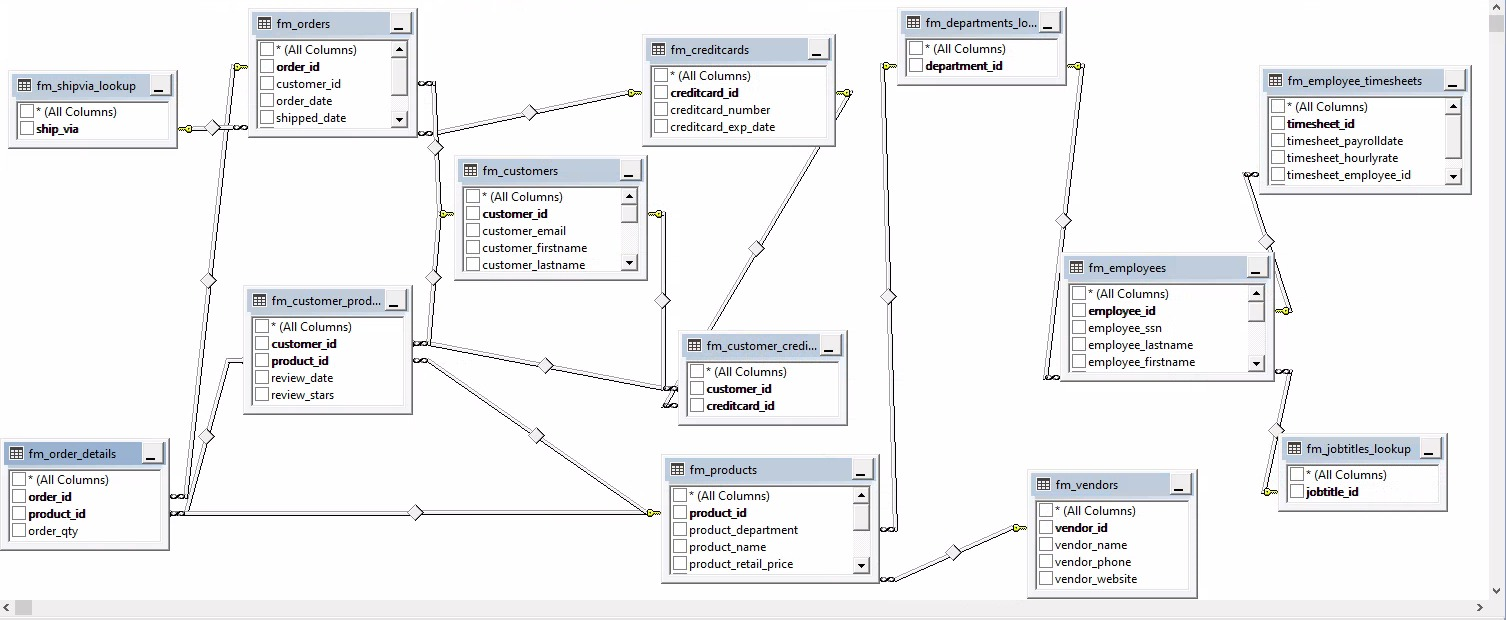 fm_orders
* (All Columns)
order_id
customer_id
order_date
shipped_date
fm_shipvia_lookup
* (All Columns)
ship_via
fm_creditcards
* (All Columns)
creditcard_id
creditcard_number
creditcard_exp_date
fm_departments_lo...
* (All Columns)
department_id
fm_employee_timesheets
* (All Columns)
timesheet_id
timesheet_payrolldate
timesheet_hourlyrate
timesheet_employee_id
fm_customers
* (All Columns)
customer_id
customer_email
customer_firstname
customer_lastname
fm_employees
* (All Columns)
employee_id
employee_ssn
employee_lastname
employee_firstname
fm_customer_prod...
* (All Columns)
customer_id
product_id
review_date
review_stars
fm_customer_credi...
* (All Columns)
customer_id
creditcard_id
fm_order_details
* (All Columns)
order_id
product_id
order_qty
fm_products
* (All Columns)
product_id
product_department
product_name
product_retail_price
fm_vendors
* (All Columns)
vendor_id
vendor_name
vendor_phone
vendor_website
fm_jobtitles_lookup
* (All Columns)
jobtitle_id